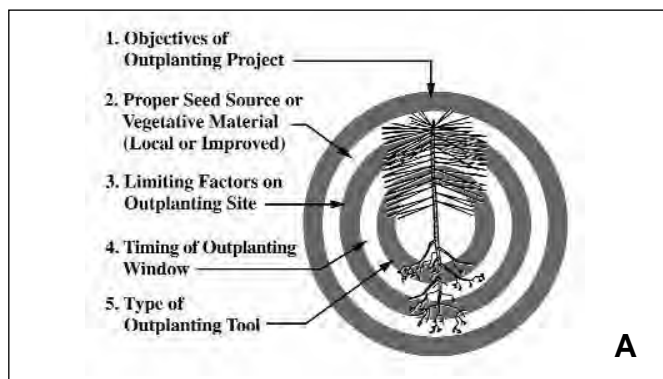 1. Objectives of
Outplanting Project
2. Proper Seed Source or
Vegetative Material
(Local or Improved)
3. Limiting Factors on
Outplanting Site
4. Timing of Outplanting
Window
5. Type of
Outplanting Tool
A